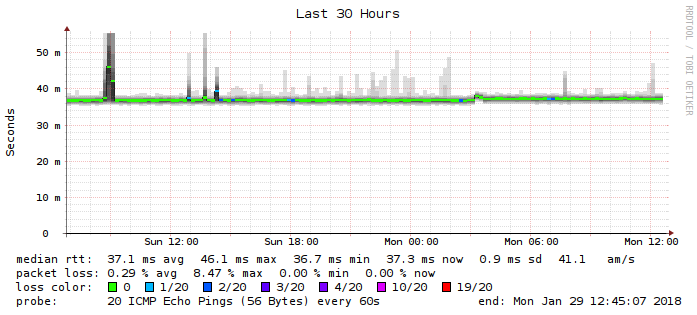 Last 30 Hours
RRDTOOL / TOBI OETIKER
Seconds
50 m
40 m
30 m
20 m
10 m
0
Sun 12:00 Sun 18:00 Mon 00:00 Mon 06:00 Mon 12:00
median rtt: 37.1 ms avg 46.1 ms max 36.7 ms min 37.3 ms now 0.9 ms sd 41.1 am/s
packet loss: 0.29 % avg 8.47 % max 0.00 % min 0.00 % now
loss color: 0 1/20 2/20 3/20 4/20 10/20 19/20
probe: 20 ICMP Echo Pings (56 Bytes) every 60s end: Mon Jan 29 12:45:07 2018